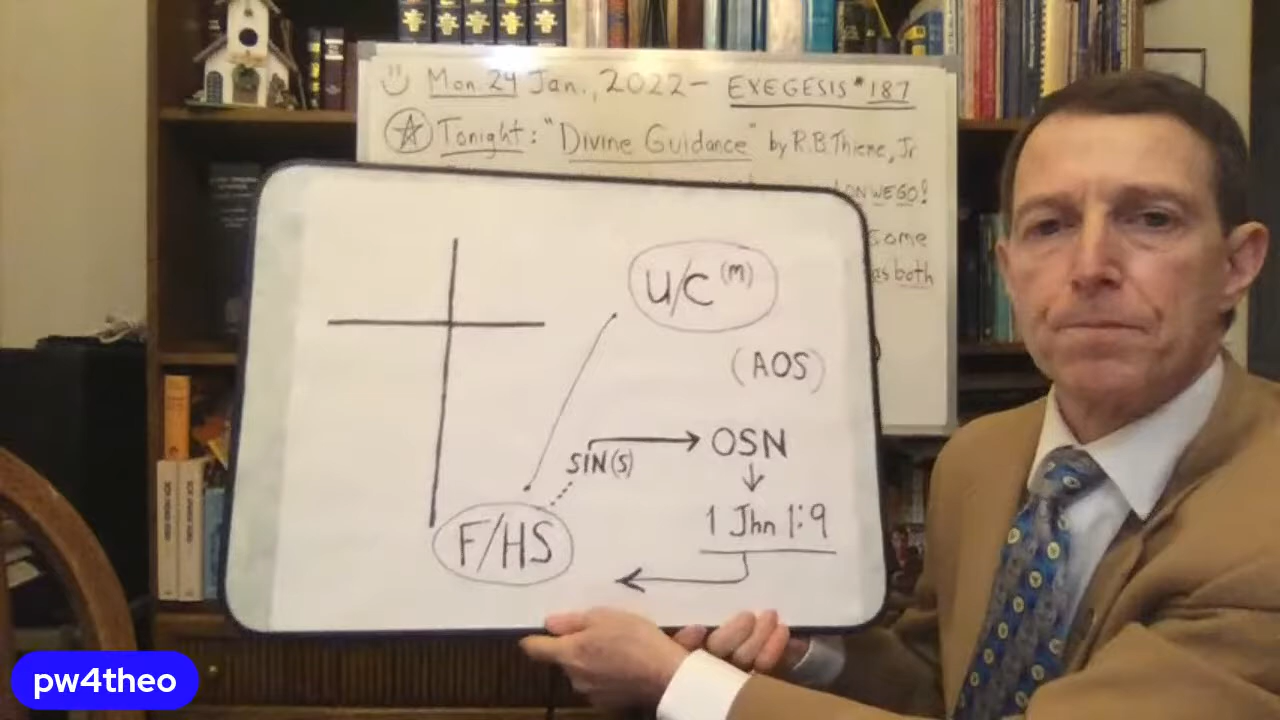 Mon 24 Jan., 2022 - EXEGESIS #187
Tonight: "Divine Guidance" by R.B. Thieme, Jr
ON WE GO!
some
as both
U/C (M)
(AOS)
SIN(S) → OSN
↓
1 Jhn 1:9
F/HS
pw4theo